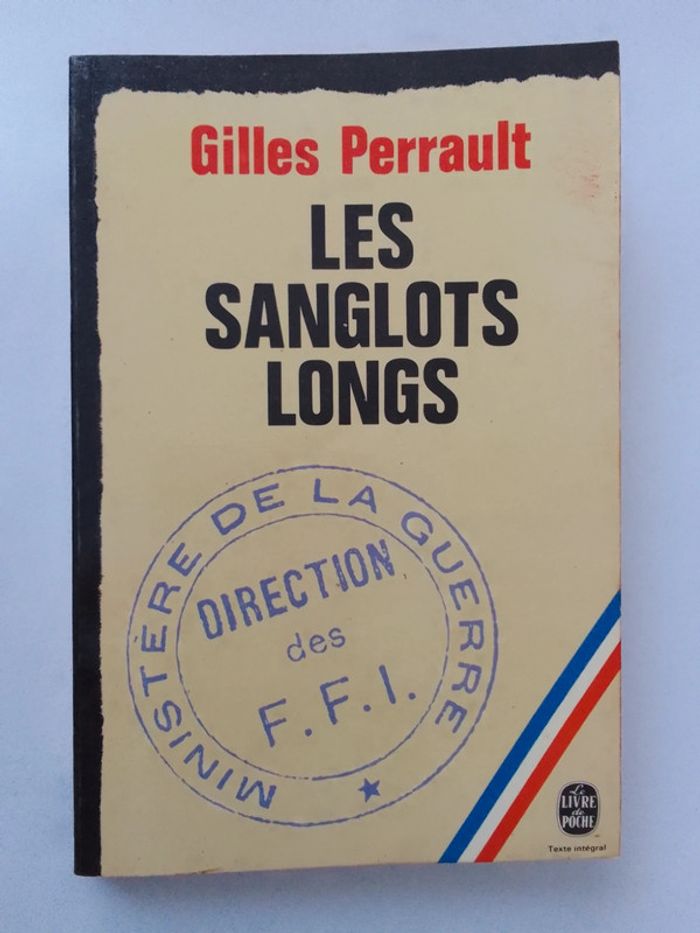 Gilles Perrault
LES
SANGLOTS
LONGS
MINISTÈRE DE LA GUERRE
DIRECTION
des
F.F.I.
Le
LIVRE
de
POCHE
Texte intégral